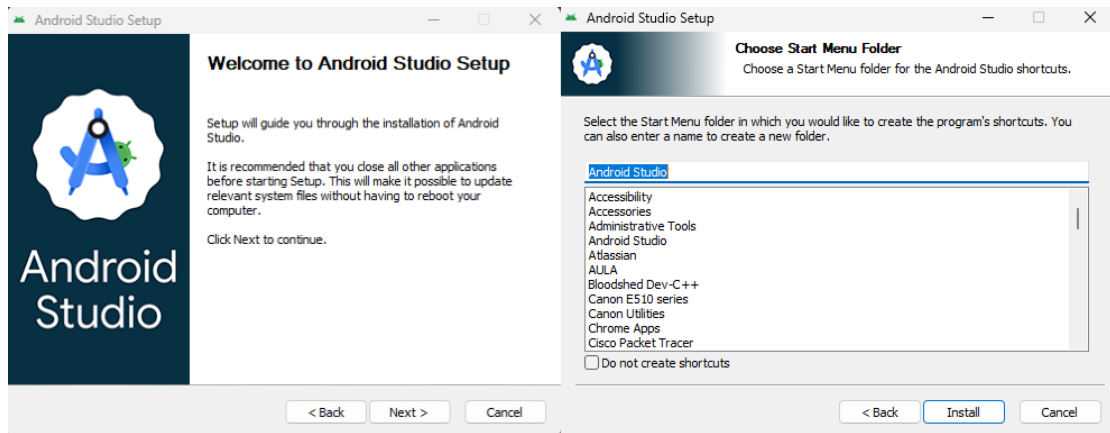 Android Studio Setup
Android
Studio
Welcome to Android Studio Setup
Setup will guide you through the installation of Android
Studio.
It is recommended that you close all other applications
before starting Setup. This will make it possible to update
relevant system files without having to reboot your
computer.
Click Next to continue.
< Back
Next >
Cancel
Android Studio Setup
Choose Start Menu Folder
Choose a Start Menu folder for the Android Studio shortcuts.
Select the Start Menu folder in which you would like to create the program's shortcuts. You
can also enter a name to create a new folder.
Android Studio
Accessibility
Accessories
Administrative Tools
Android Studio
Atlassian
AULA
Bloodshed Dev-C++
Canon E510 series
Canon Utilities
Chrome Apps
Cisco Packet Tracer
Do not create shortcuts
< Back
Install
Cancel